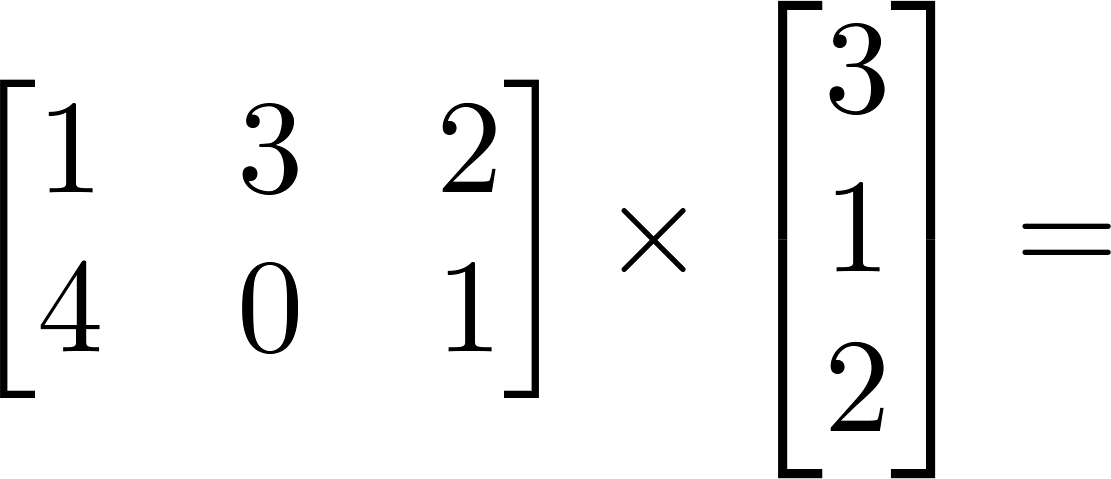 [1 3 2
4 0 1] × [3
1
2] =